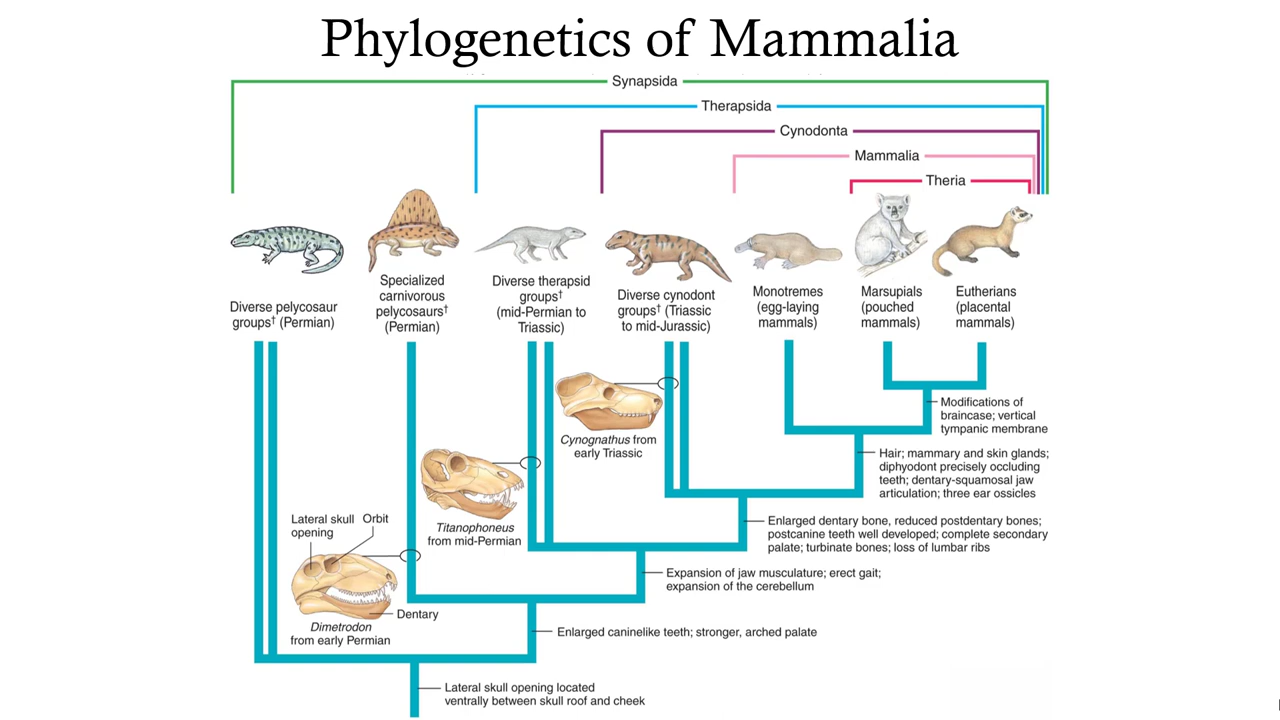 Phylogenetics of Mammalia
Synapsida
Therapsida
Cynodonta
Mammalia
Theria
Diverse pelycosaur
groups† (Permian)
Specialized
carnivorous
pelycosaurs†
(Permian)
Diverse therapsid
groups†
(mid-Permian to
Triassic)
Diverse cynodont
groups† (Triassic
to mid-Jurassic)
Monotremes
(egg-laying
mammals)
Marsupials
(pouched
mammals)
Eutherians
(placental
mammals)
Modifications of
braincase; vertical
tympanic membrane
Cynognathus from
early Triassic
Hair; mammary and skin glands;
diphyodont precisely occluding
teeth; dentary-squamosal jaw
articulation; three ear ossicles
Titanophoneus
from mid-Permian
Enlarged dentary bone, reduced postdentary bones;
postcanine teeth well developed; complete secondary
palate; turbinate bones; loss of lumbar ribs
Lateral skull
opening
Orbit
Expansion of jaw musculature; erect gait;
expansion of the cerebellum
Dentary
Dimetrodon
from early Permian
Enlarged caninelike teeth; stronger, arched palate
Lateral skull opening located
ventrally between skull roof and cheek